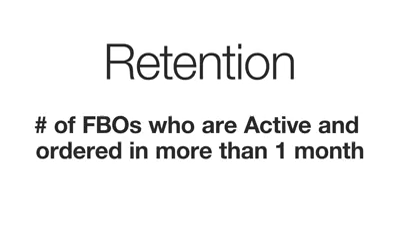 Retention
# of FBOs who are Active and
ordered in more than 1 month